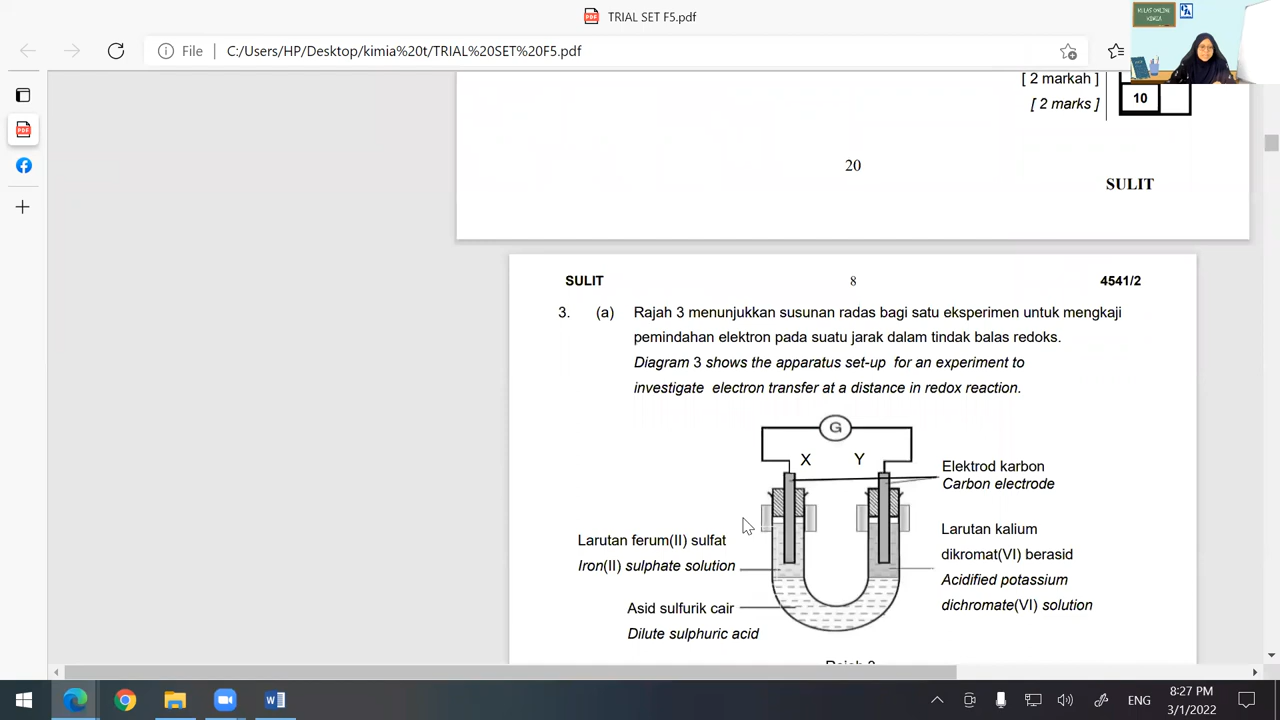 TRIAL SET F5.pdf
File
C:/Users/HP/Desktop/kimia%20t/TRIAL%20SET%20F5.pdf
KELAS ONLINE
KIMIA
[ 2 markah ]
[ 2 marks ]
10
20
SULIT
SULIT
8
4541/2
3. (a) Rajah 3 menunjukkan susunan radas bagi satu eksperimen untuk mengkaji
pemindahan elektron pada suatu jarak dalam tindak balas redoks.
Diagram 3 shows the apparatus set-up for an experiment to
investigate electron transfer at a distance in redox reaction.
G
X
Y
Elektrod karbon
Carbon electrode
Larutan ferum(II) sulfat
Iron(II) sulphate solution
Larutan kalium
dikromat(VI) berasid
Acidified potassium
dichromate(VI) solution
Asid sulfurik cair
Dilute sulphuric acid
ENG
8:27 PM
3/1/2022